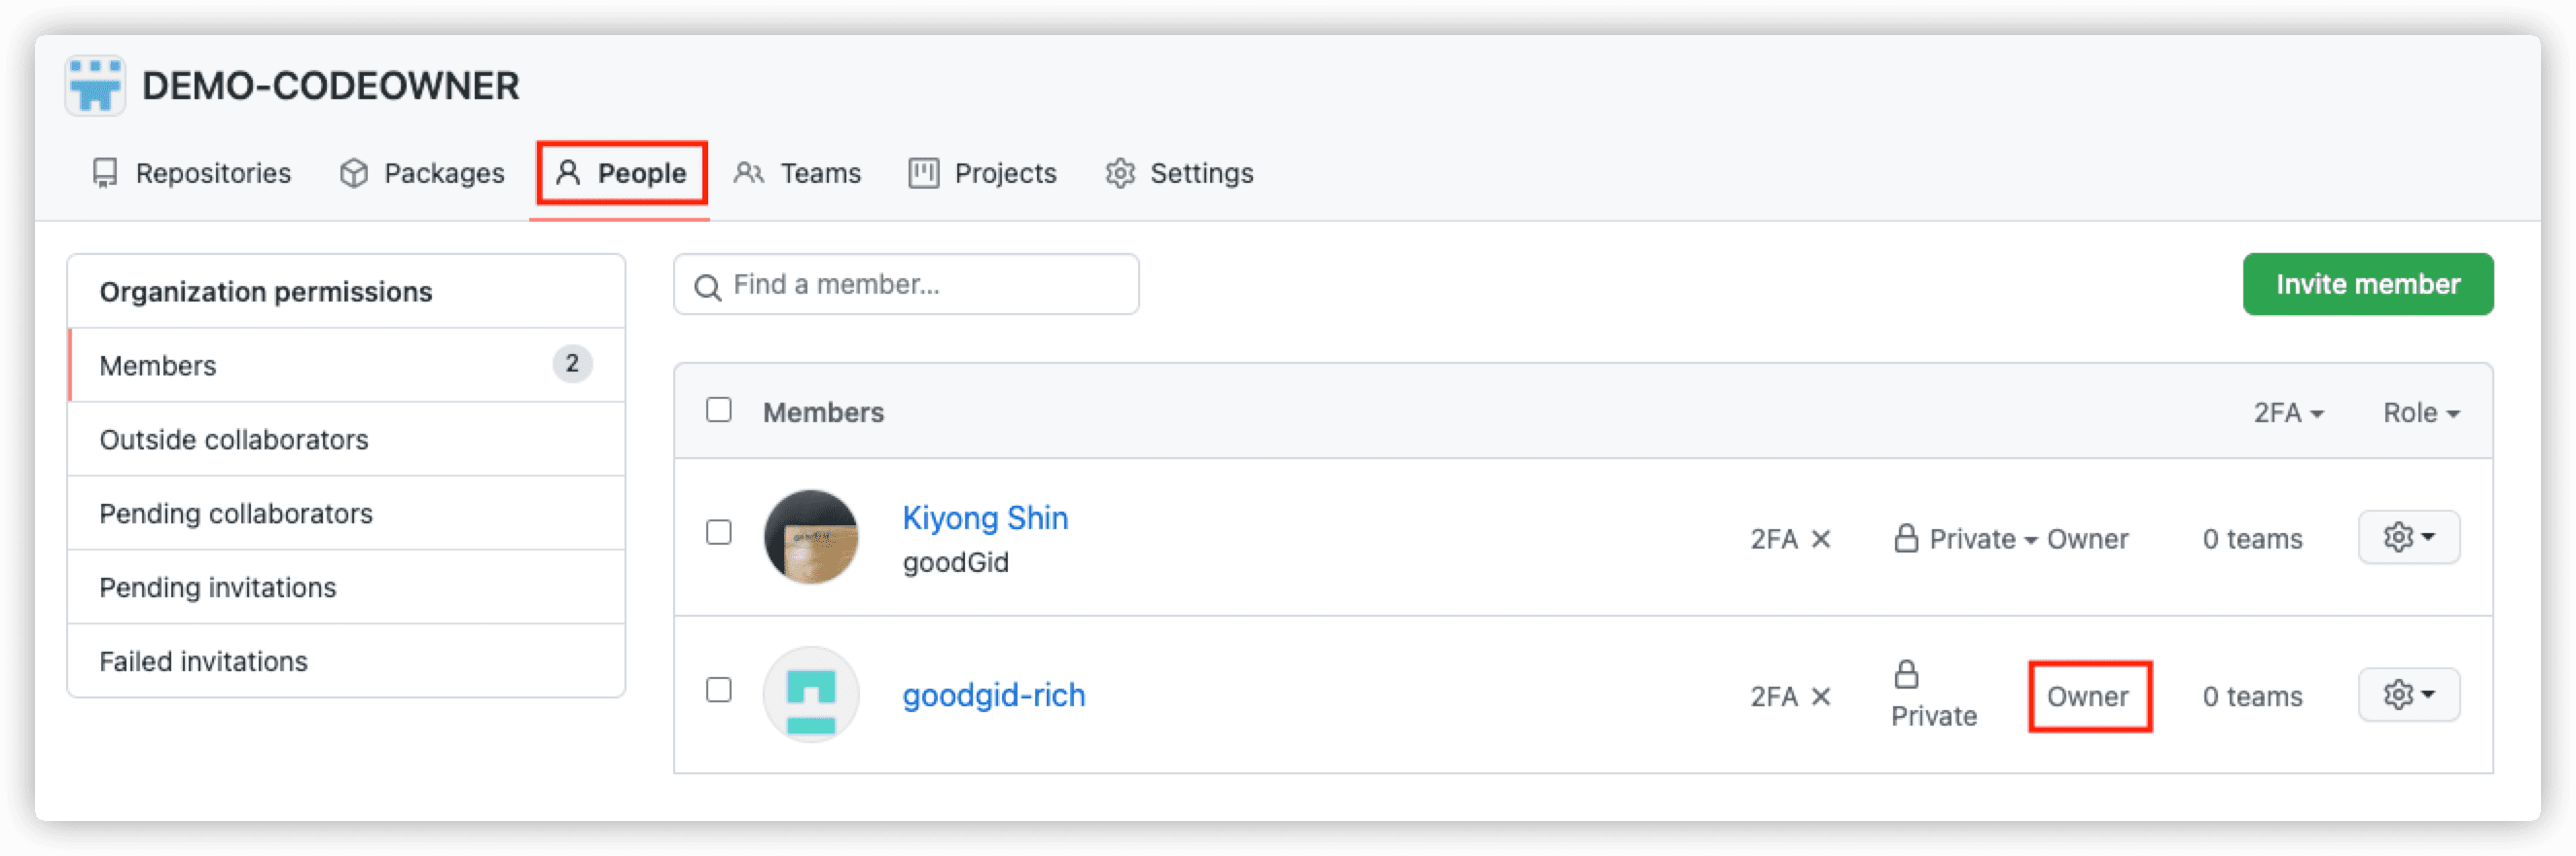 DEMO-CODEOWNER
Repositories Packages People Teams Projects Settings
Organization permissions
Members 2
Outside collaborators
Pending collaborators
Pending invitations
Failed invitations
Find a member...
Invite member
Members 2FA Role
Kiyong Shin
goodGid
2FA Private Owner 0 teams
goodgid-rich
2FA Private Owner 0 teams